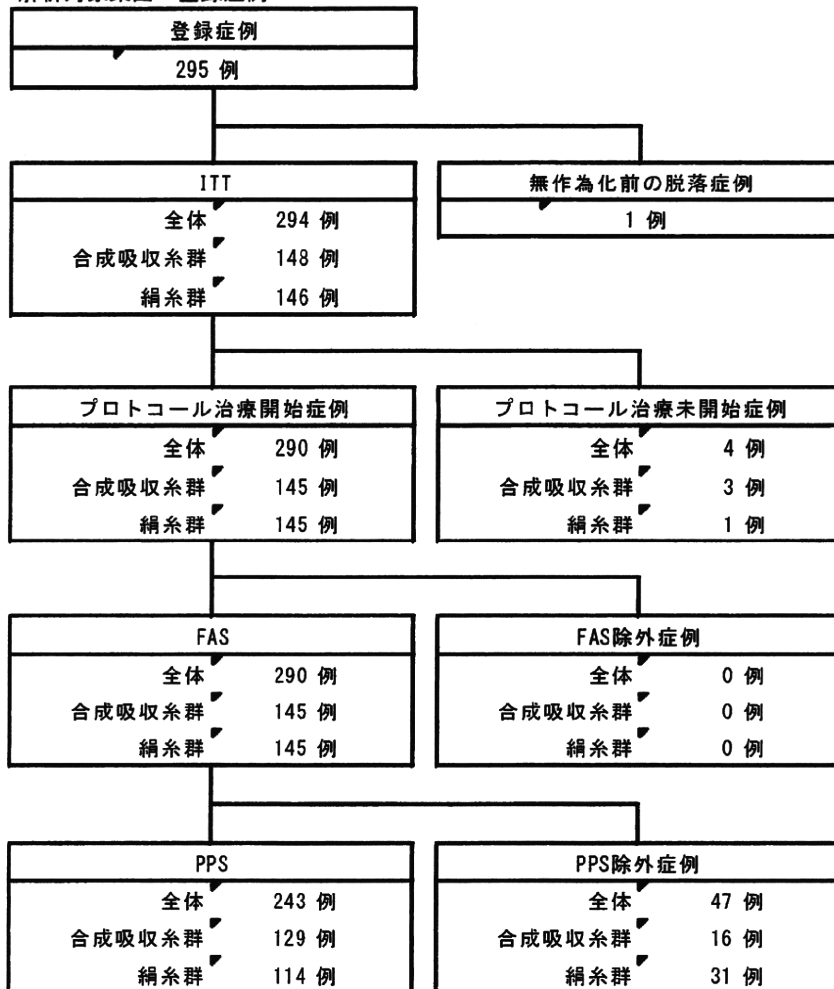 登録症例
295 例
ITT
全体 294 例
合成吸収糸群 148 例
絹糸群 146 例
無作為化前の脱落症例
1 例
プロトコール治療開始症例
全体 290 例
合成吸収糸群 145 例
絹糸群 145 例
プロトコール治療未開始症例
全体 4 例
合成吸収糸群 3 例
絹糸群 1 例
FAS
全体 290 例
合成吸収糸群 145 例
絹糸群 145 例
FAS除外症例
全体 0 例
合成吸収糸群 0 例
絹糸群 0 例
PPS
全体 243 例
合成吸収糸群 129 例
絹糸群 114 例
PPS除外症例
全体 47 例
合成吸収糸群 16 例
絹糸群 31 例